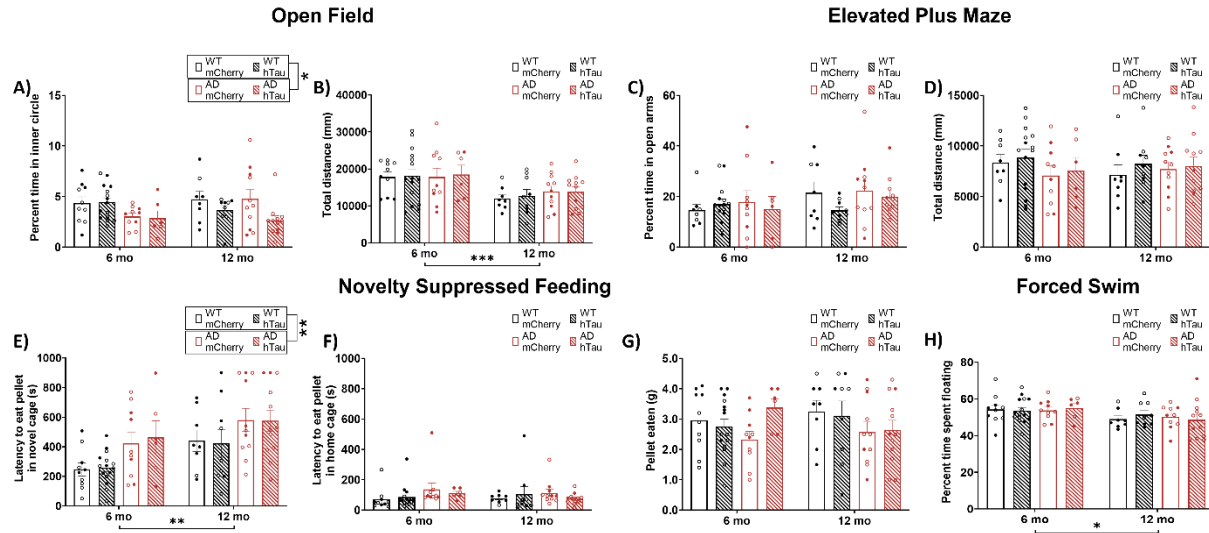 Open Field
Elevated Plus Maze
A)
WT mCherry
WT hTau
AD mCherry
AD hTau
*
Percent time in inner circle
15
10
5
0
6 mo
12 mo
B)
WT mCherry
WT hTau
AD mCherry
AD hTau
Total distance (mm)
40000
30000
20000
10000
0
6 mo
12 mo
***
C)
WT mCherry
WT hTau
AD mCherry
AD hTau
Percent time in open arms
60
40
20
0
6 mo
12 mo
D)
WT mCherry
WT hTau
AD mCherry
AD hTau
Total distance (mm)
15000
10000
5000
0
6 mo
12 mo
Novelty Suppressed Feeding
Forced Swim
E)
WT mCherry
WT hTau
AD mCherry
AD hTau
**
Latency to eat pellet
in novel cage (s)
1000
800
600
400
200
0
6 mo
12 mo
**
F)
WT mCherry
WT hTau
AD mCherry
AD hTau
Latency to eat pellet
in home cage (s)
1000
800
600
400
200
0
6 mo
12 mo
G)
WT mCherry
WT hTau
AD mCherry
AD hTau
Pellet eaten (g)
5.0
4.0
3.0
2.0
1.0
0.0
6 mo
12 mo
H)
WT mCherry
WT hTau
AD mCherry
AD hTau
Percent time spent floating
80
60
40
20
0
6 mo
12 mo
*